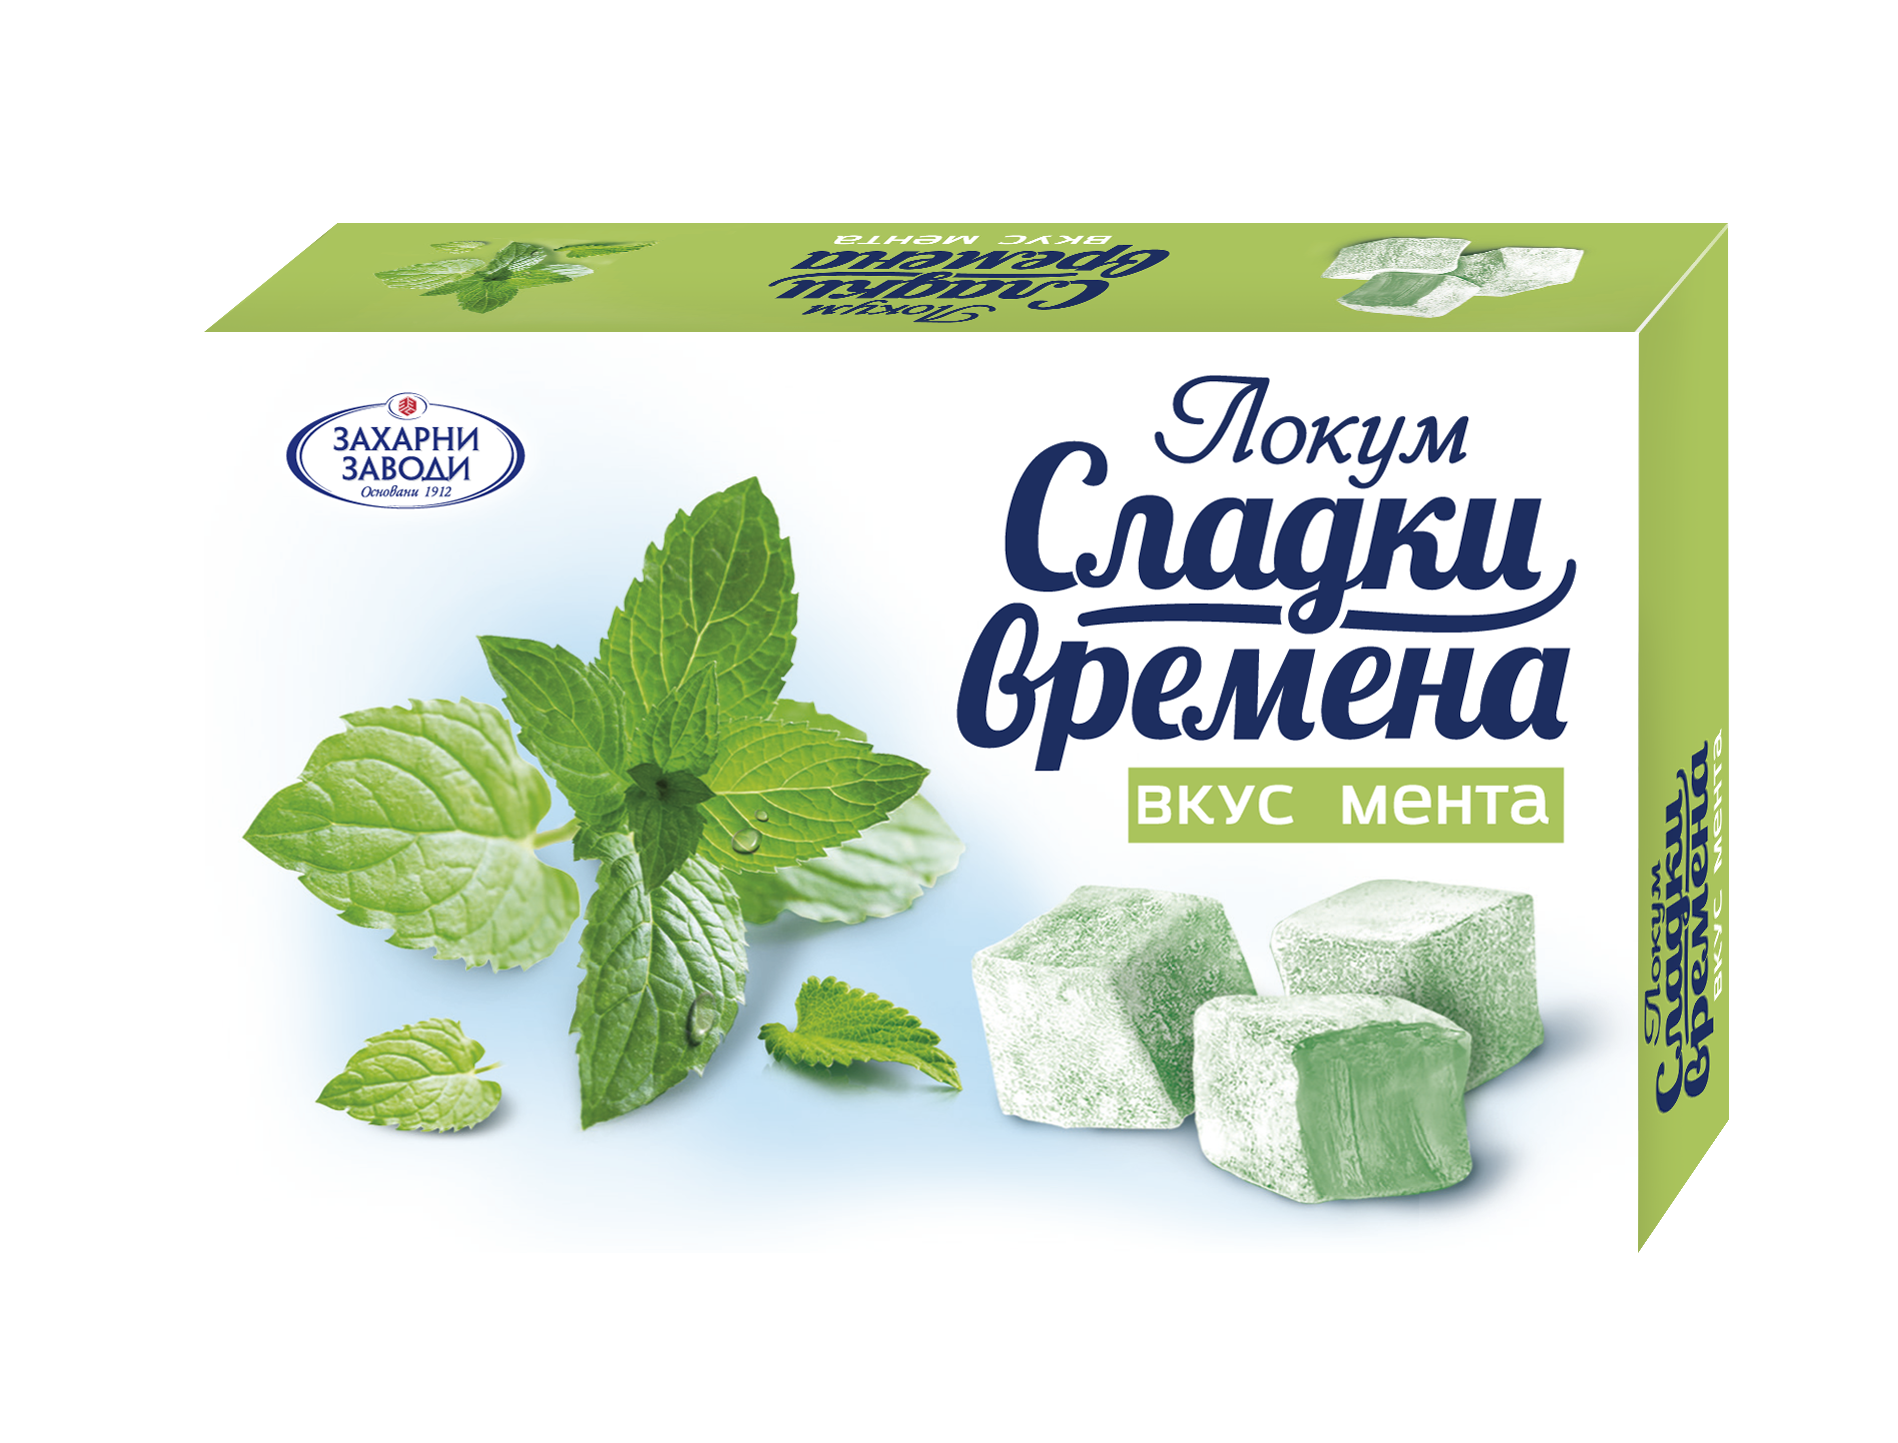 Локум
Сладки
времена
вкус мента
ЗАХАРНИ
ЗАВОДИ
Основани 1912
Локум
Сладки
времена
вкус мента
Локум
Сладки
времена
вкус мента